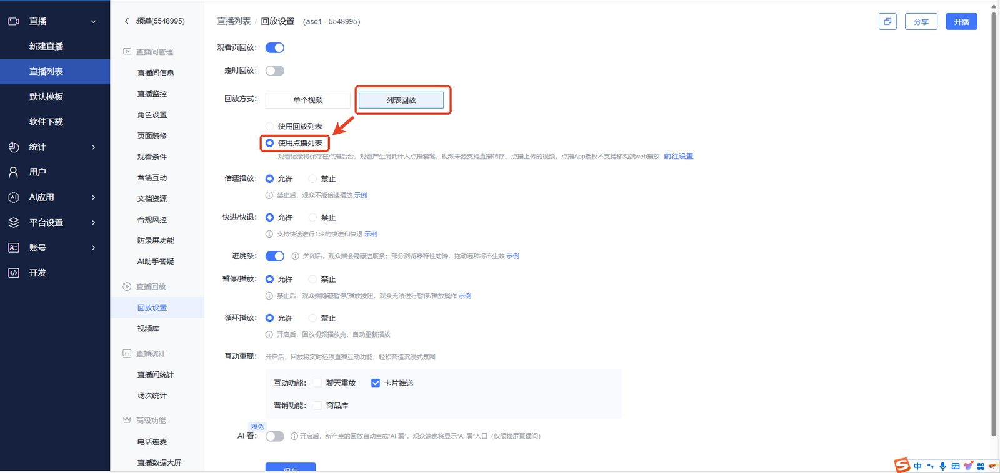 直播
新建直播
直播列表
默认模板
软件下载
统计
用户
AI应用
平台设置
账号
开发
频道(5548995)
直播间管理
直播间信息
直播监控
角色设置
页面装修
观看条件
营销互动
文档资源
合规风控
防录屏功能
AI助手答疑
直播回放
回放设置
视频库
直播统计
直播间统计
场次统计
高级功能
电话连麦
直播数据大屏
直播列表 / 回放设置 (asd1 - 5548995)
分享 开播
观看页回放：
定时回放：
回放方式： 单个视频 列表回放
使用回放列表
使用点播列表
观看记录将保存在点播后台，观看产生消耗计入点播套餐，视频来源支持直播转存、点播上传的视频，点播App授权不支持移动端web播放 前往设置
倍速播放： 允许 禁止
禁止后，观众不能倍速播放 示例
快进/快退： 允许 禁止
支持快速进行15s的快进和快退 示例
进度条： 关闭后，观众端会隐藏进度条；部分浏览器特性劫持，拖动选项将不生效 示例
暂停/播放： 允许 禁止
禁止后，观众端隐藏暂停/播放按钮，观众无法进行暂停/播放操作 示例
循环播放： 允许 禁止
开启后，回放视频播放完，自动重新播放
互动重现： 开启后，回放将实时还原直播互动功能，轻松营造沉浸式氛围
互动功能： 聊天重放 卡片推送
营销功能： 商品库
限免
AI 看： 开启后，新产生的回放自动生成“AI 看”，观众端也将显示“AI 看”入口（仅限横屏直播间）
保存
S 中